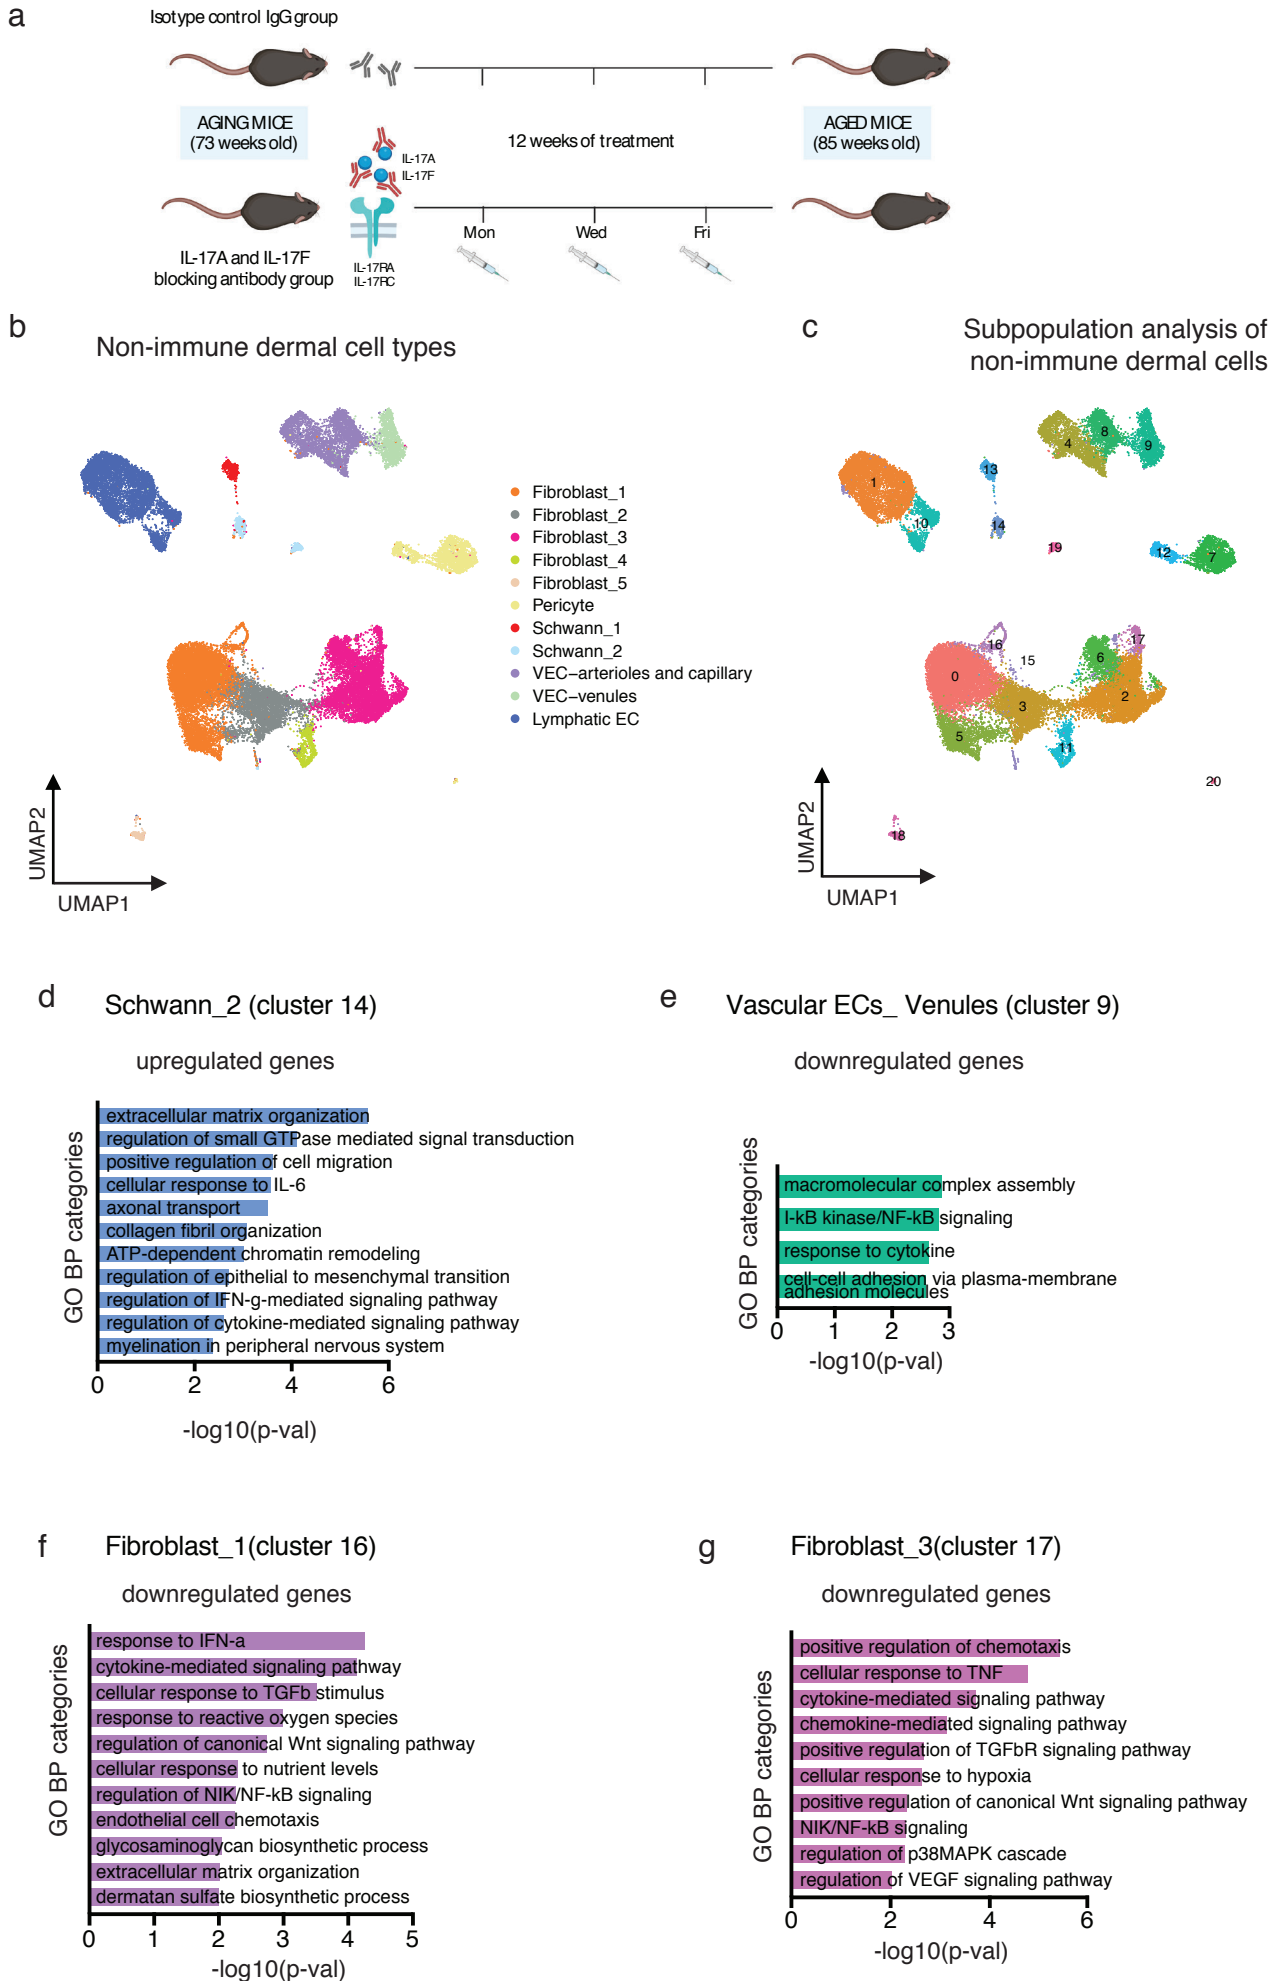 a
Isotype control IgG group
AGING MICE
(73 weeks old)
IL-17A
IL-17F
12 weeks of treatment
AGED MICE
(85 weeks old)
Mon
Wed
Fri
IL-17A and IL-17F
blocking antibody group
IL-17RA
IL-17RC
b
Non-immune dermal cell types
Fibroblast_1
Fibroblast_2
Fibroblast_3
Fibroblast_4
Fibroblast_5
Pericyte
Schwann_1
Schwann_2
VEC−arterioles and capillary
VEC−venules
Lymphatic EC
UMAP2
UMAP1
c
Subpopulation analysis of
non-immune dermal cells
4
8
9
1
13
10
14
19
12
7
16
17
15
6
0
2
3
5
11
20
18
UMAP2
UMAP1
d
Schwann_2 (cluster 14)
upregulated genes
GO BP categories
extracellular matrix organization
regulation of small GTPase mediated signal transduction
positive regulation of cell migration
cellular response to IL-6
axonal transport
collagen fibril organization
ATP-dependent chromatin remodeling
regulation of epithelial to mesenchymal transition
regulation of IFN-g-mediated signaling pathway
regulation of cytokine-mediated signaling pathway
myelination in peripheral nervous system
0 2 4 6
-log10(p-val)
e
Vascular ECs_ Venules (cluster 9)
downregulated genes
GO BP categories
macromolecular complex assembly
I-kB kinase/NF-kB signaling
response to cytokine
cell-cell adhesion via plasma-membrane
adhesion molecules
0 1 2 3
-log10(p-val)
f
Fibroblast_1(cluster 16)
downregulated genes
GO BP categories
response to IFN-a
cytokine-mediated signaling pathway
cellular response to TGFb stimulus
response to reactive oxygen species
regulation of canonical Wnt signaling pathway
cellular response to nutrient levels
regulation of NIK/NF-kB signaling
endothelial cell chemotaxis
glycosaminoglycan biosynthetic process
extracellular matrix organization
dermatan sulfate biosynthetic process
0 1 2 3 4 5
-log10(p-val)
g
Fibroblast_3(cluster 17)
downregulated genes
GO BP categories
positive regulation of chemotaxis
cellular response to TNF
cytokine-mediated signaling pathway
chemokine-mediated signaling pathway
positive regulation of TGFbR signaling pathway
cellular response to hypoxia
positive regulation of canonical Wnt signaling pathway
NIK/NF-kB signaling
regulation of p38MAPK cascade
regulation of VEGF signaling pathway
0 2 4 6
-log10(p-val)